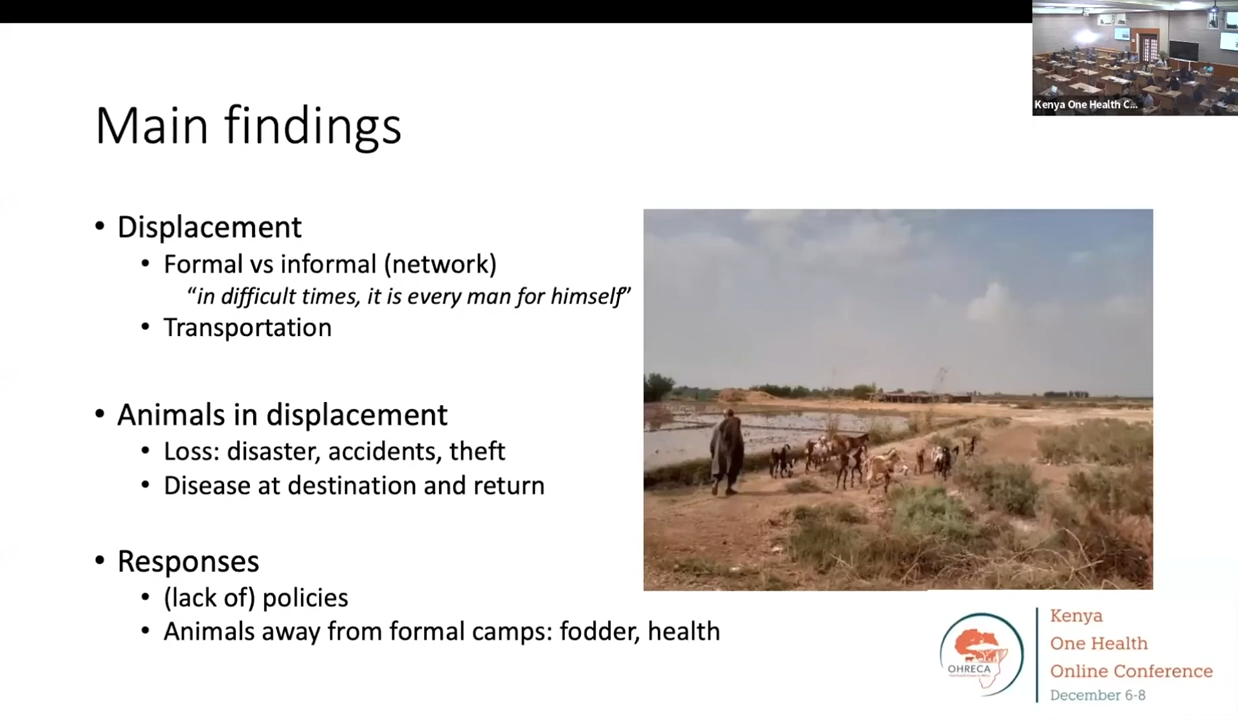 Kenya One Health C...
Main findings
• Displacement
• Formal vs informal (network)
“in difficult times, it is every man for himself”
• Transportation
• Animals in displacement
• Loss: disaster, accidents, theft
• Disease at destination and return
• Responses
• (lack of) policies
• Animals away from formal camps: fodder, health
OHRECA
Kenya
One Health
Online Conference
December 6-8